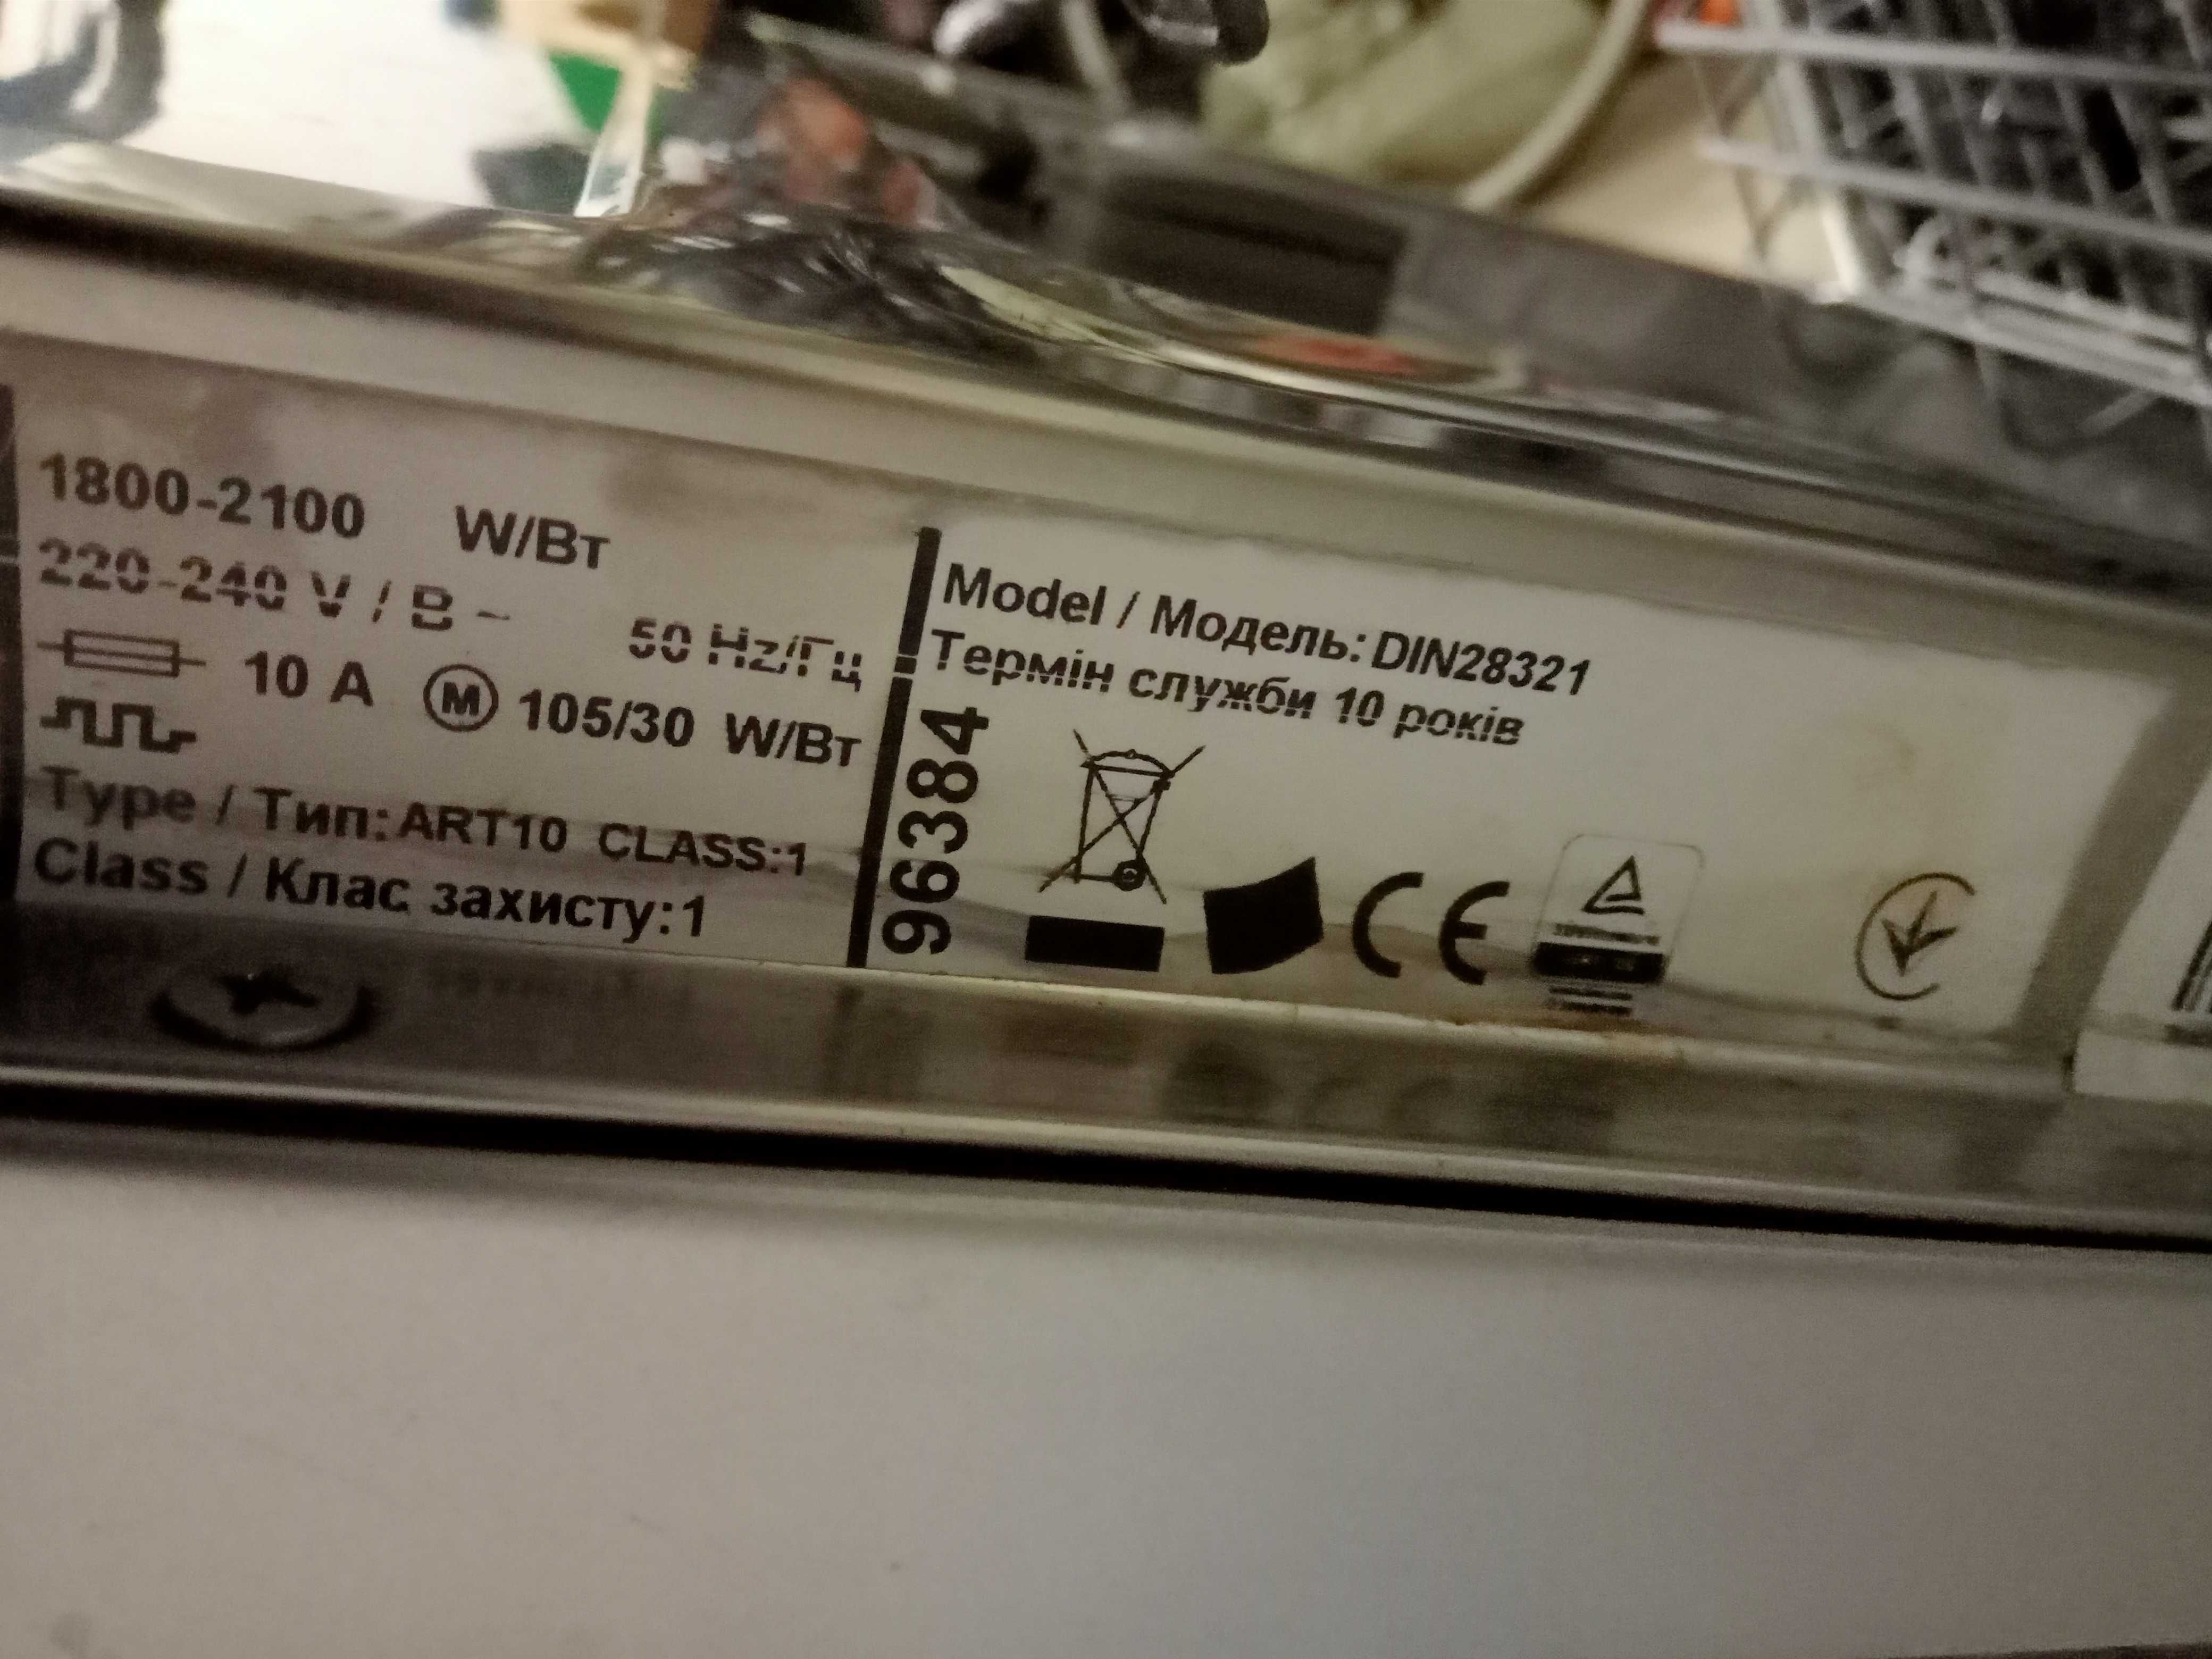 1800-2100 W/Вт
220-240 V / В ~ 50 Hz/Гц
10 A M 105/30 W/Вт
Type / Тип: ART10 CLASS:1
Class / Клас захисту:1
Model / Модель: DIN28321
Термін служби 10 років
96384
CE